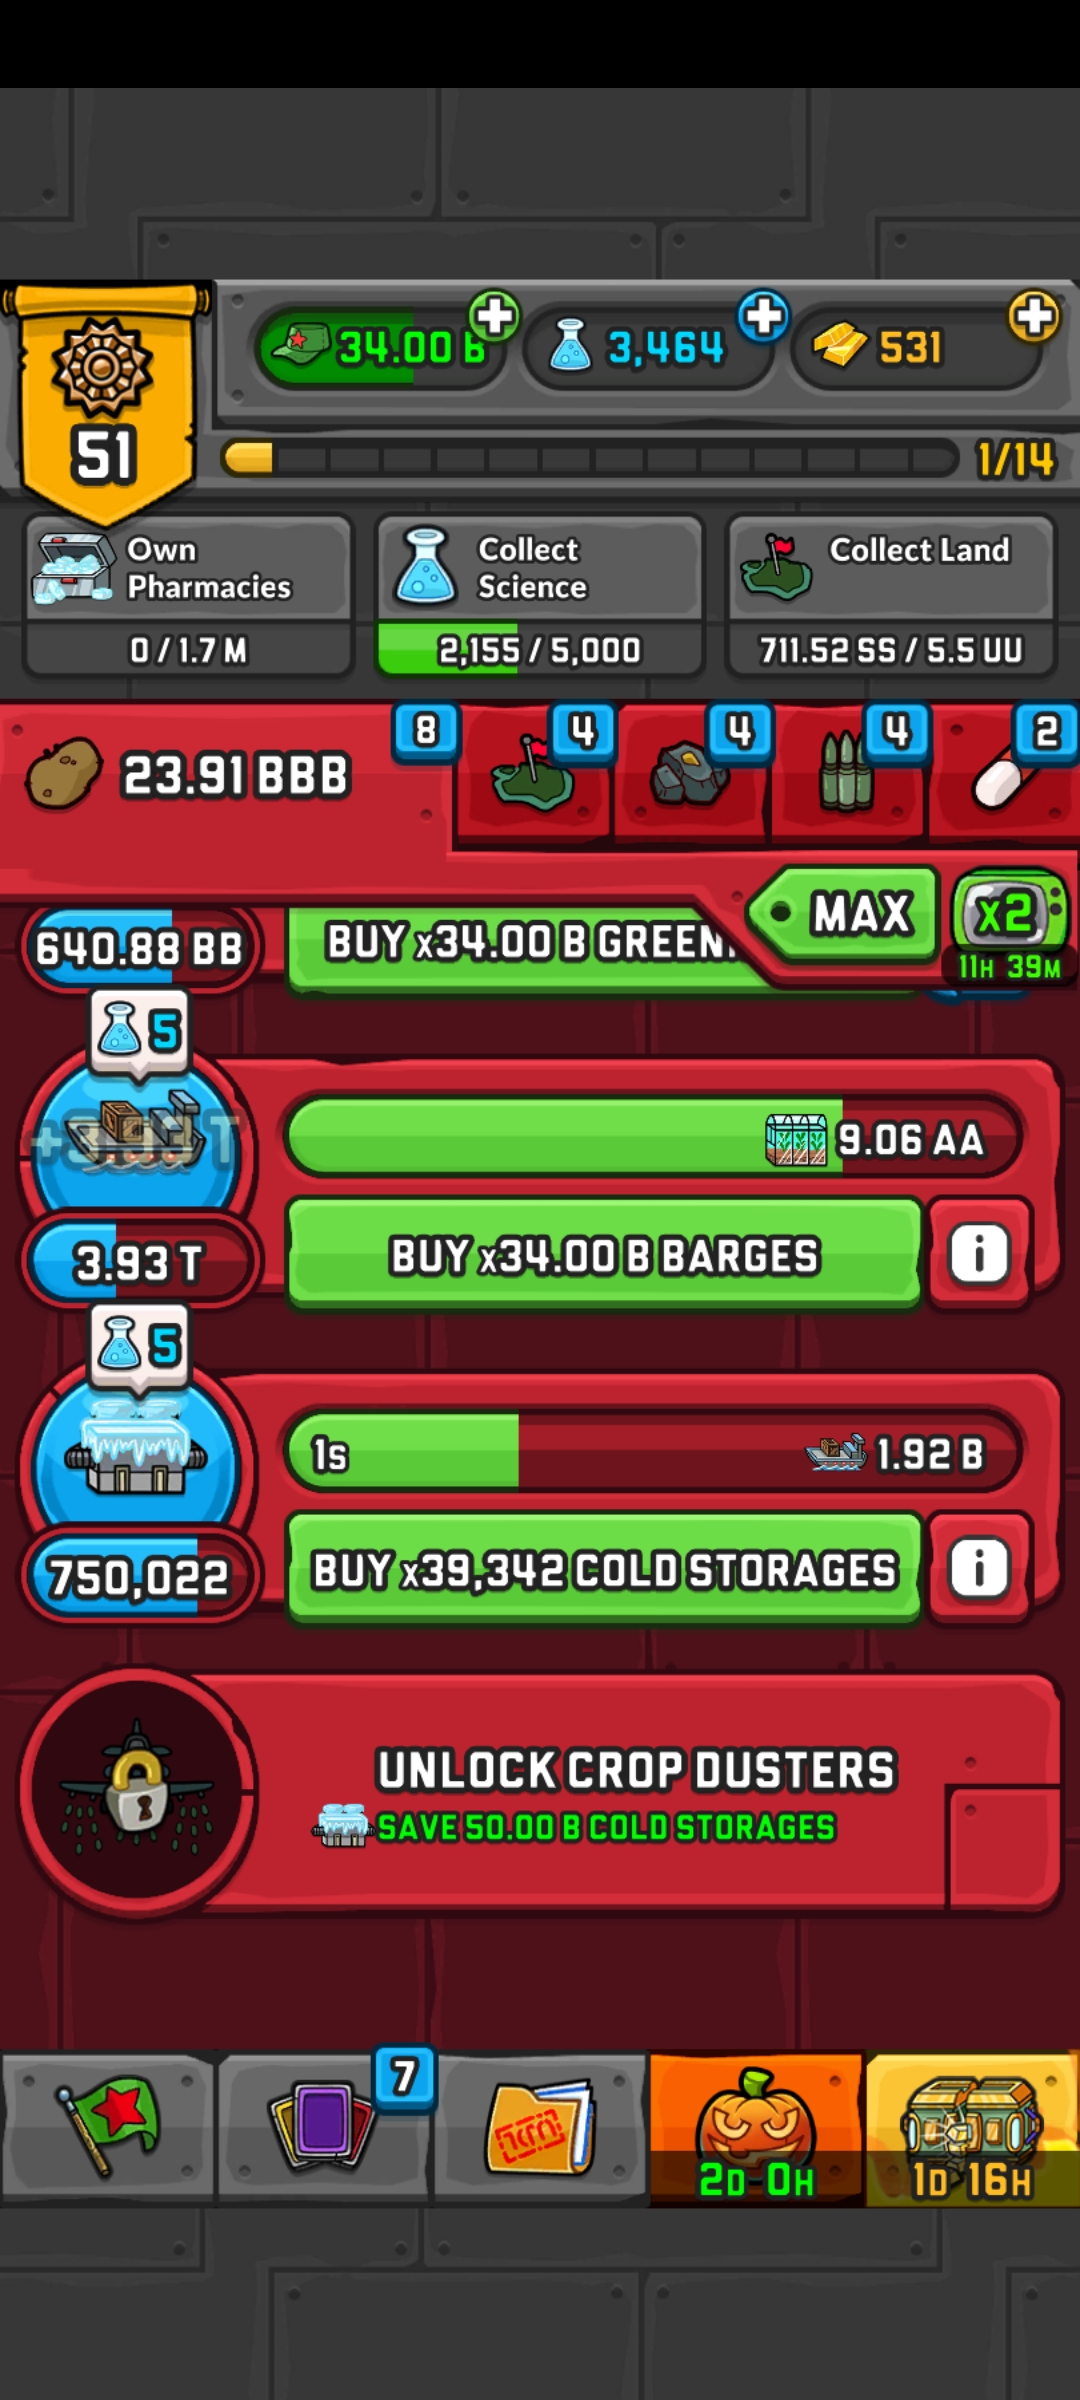 34.00 B
3,464
531
51
1/14
Own
Pharmacies
0 / 1.7 M
Collect
Science
2,155 / 5,000
Collect Land
711.52 SS / 5.5 UU
23.91 BBB
8
4
4
4
2
MAX
x2
11H 39M
640.88 BB
BUY x34.00 B GREEN
5
9.06 AA
3.93 T
BUY x34.00 B BARGES
i
5
1s
1.92 B
750,022
BUY x39,342 COLD STORAGES
i
UNLOCK CROP DUSTERS
SAVE 50.00 B COLD STORAGES
7
2D 0H
1D 16H